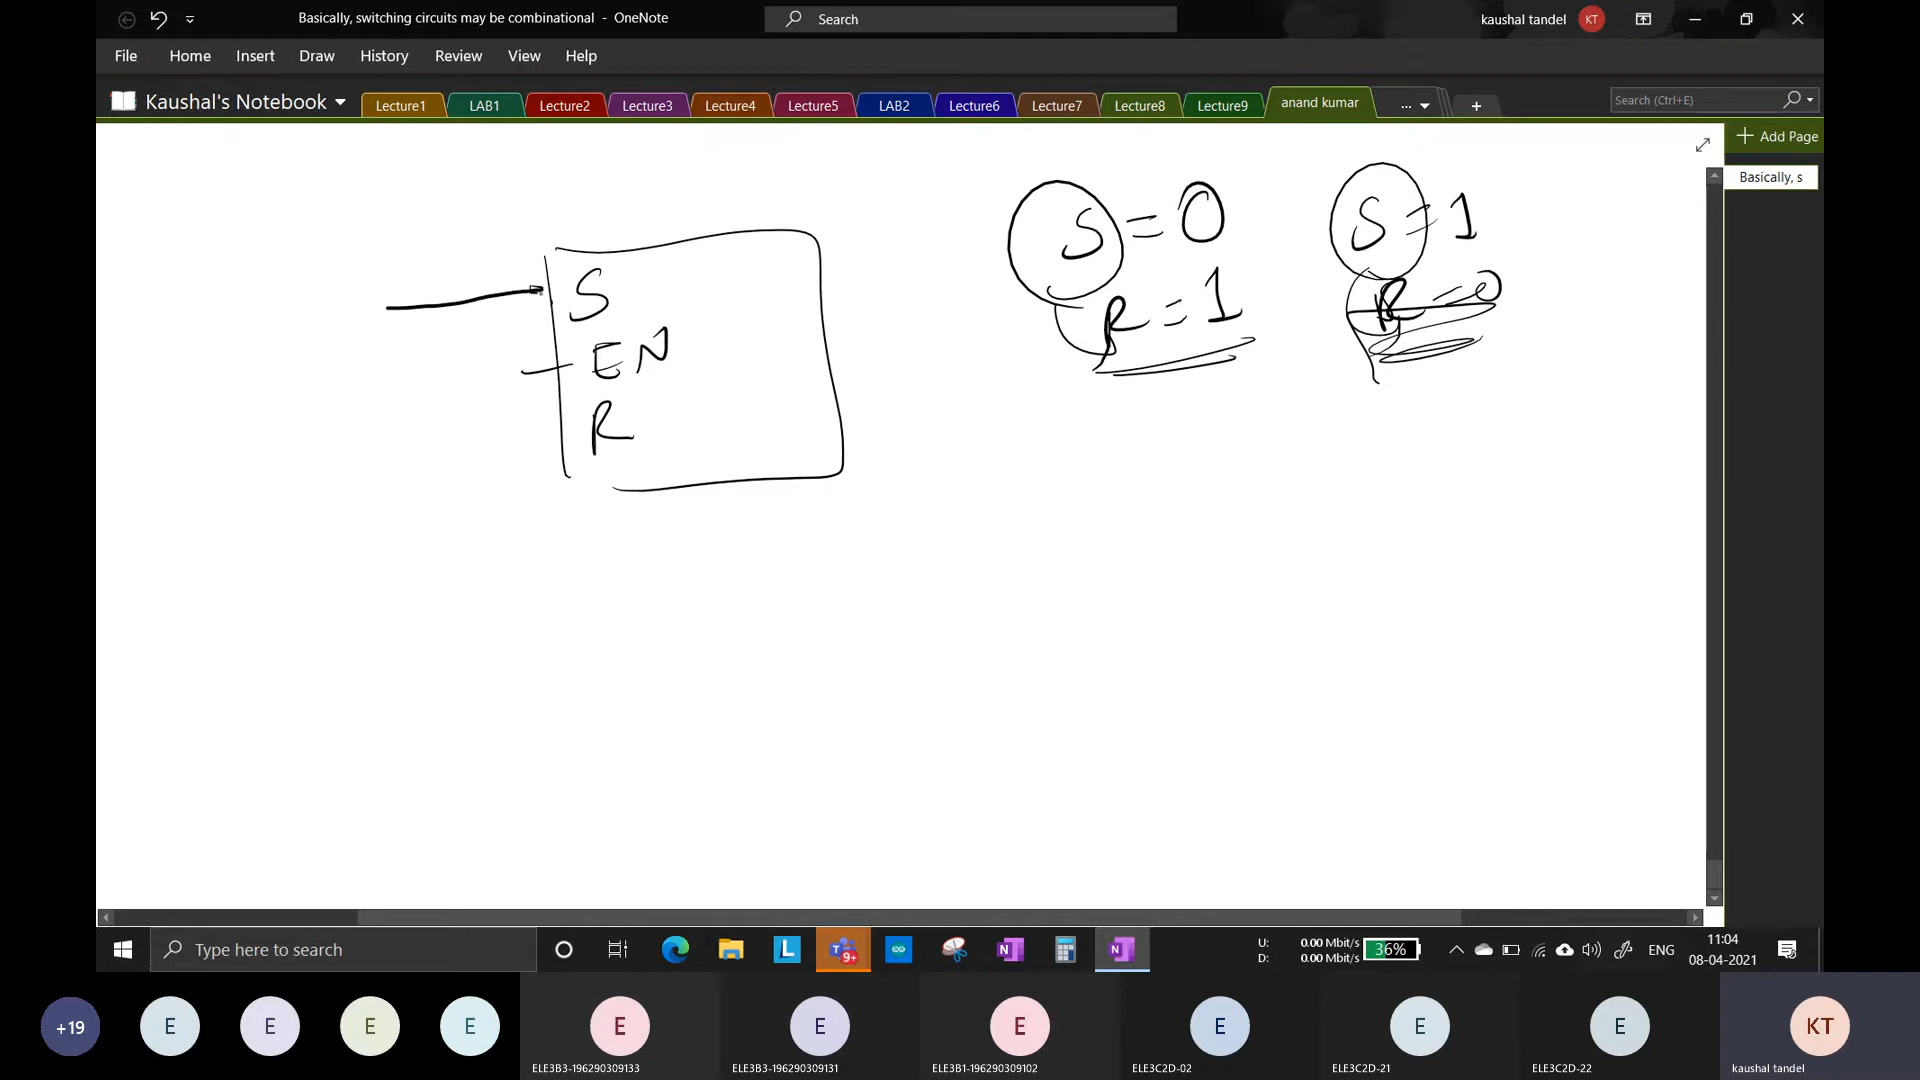 Basically, switching circuits may be combinational - OneNote
Search
kaushal tandel KT
File Home Insert Draw History Review View Help
Kaushal's Notebook Lecture1 LAB1 Lecture2 Lecture3 Lecture4 Lecture5 LAB2 Lecture6 Lecture7 Lecture8 Lecture9 anand kumar ... + Search (Ctrl+E)
+ Add Page
Basically, s
S = 0 S = 1
R = 1 R = 0
S
EN
R
Type here to search
U: 0.00 Mbit/s
D: 0.00 Mbit/s
36%
ENG
11:04
08-04-2021
9+
+19 E E E E E E E E E E KT
ELE3B3-196290309133 ELE3B3-196290309131 ELE3B1-196290309102 ELE3C2D-02 ELE3C2D-21 ELE3C2D-22 kaushal tandel